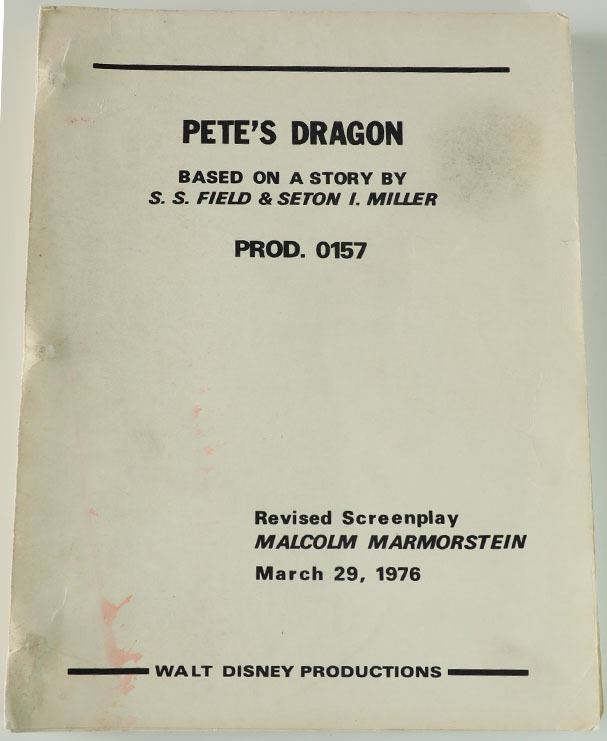 PETE'S DRAGON
BASED ON A STORY BY
S. S. FIELD & SETON I. MILLER
PROD. 0157
Revised Screenplay
MALCOLM MARMORSTEIN
March 29, 1976
WALT DISNEY PRODUCTIONS